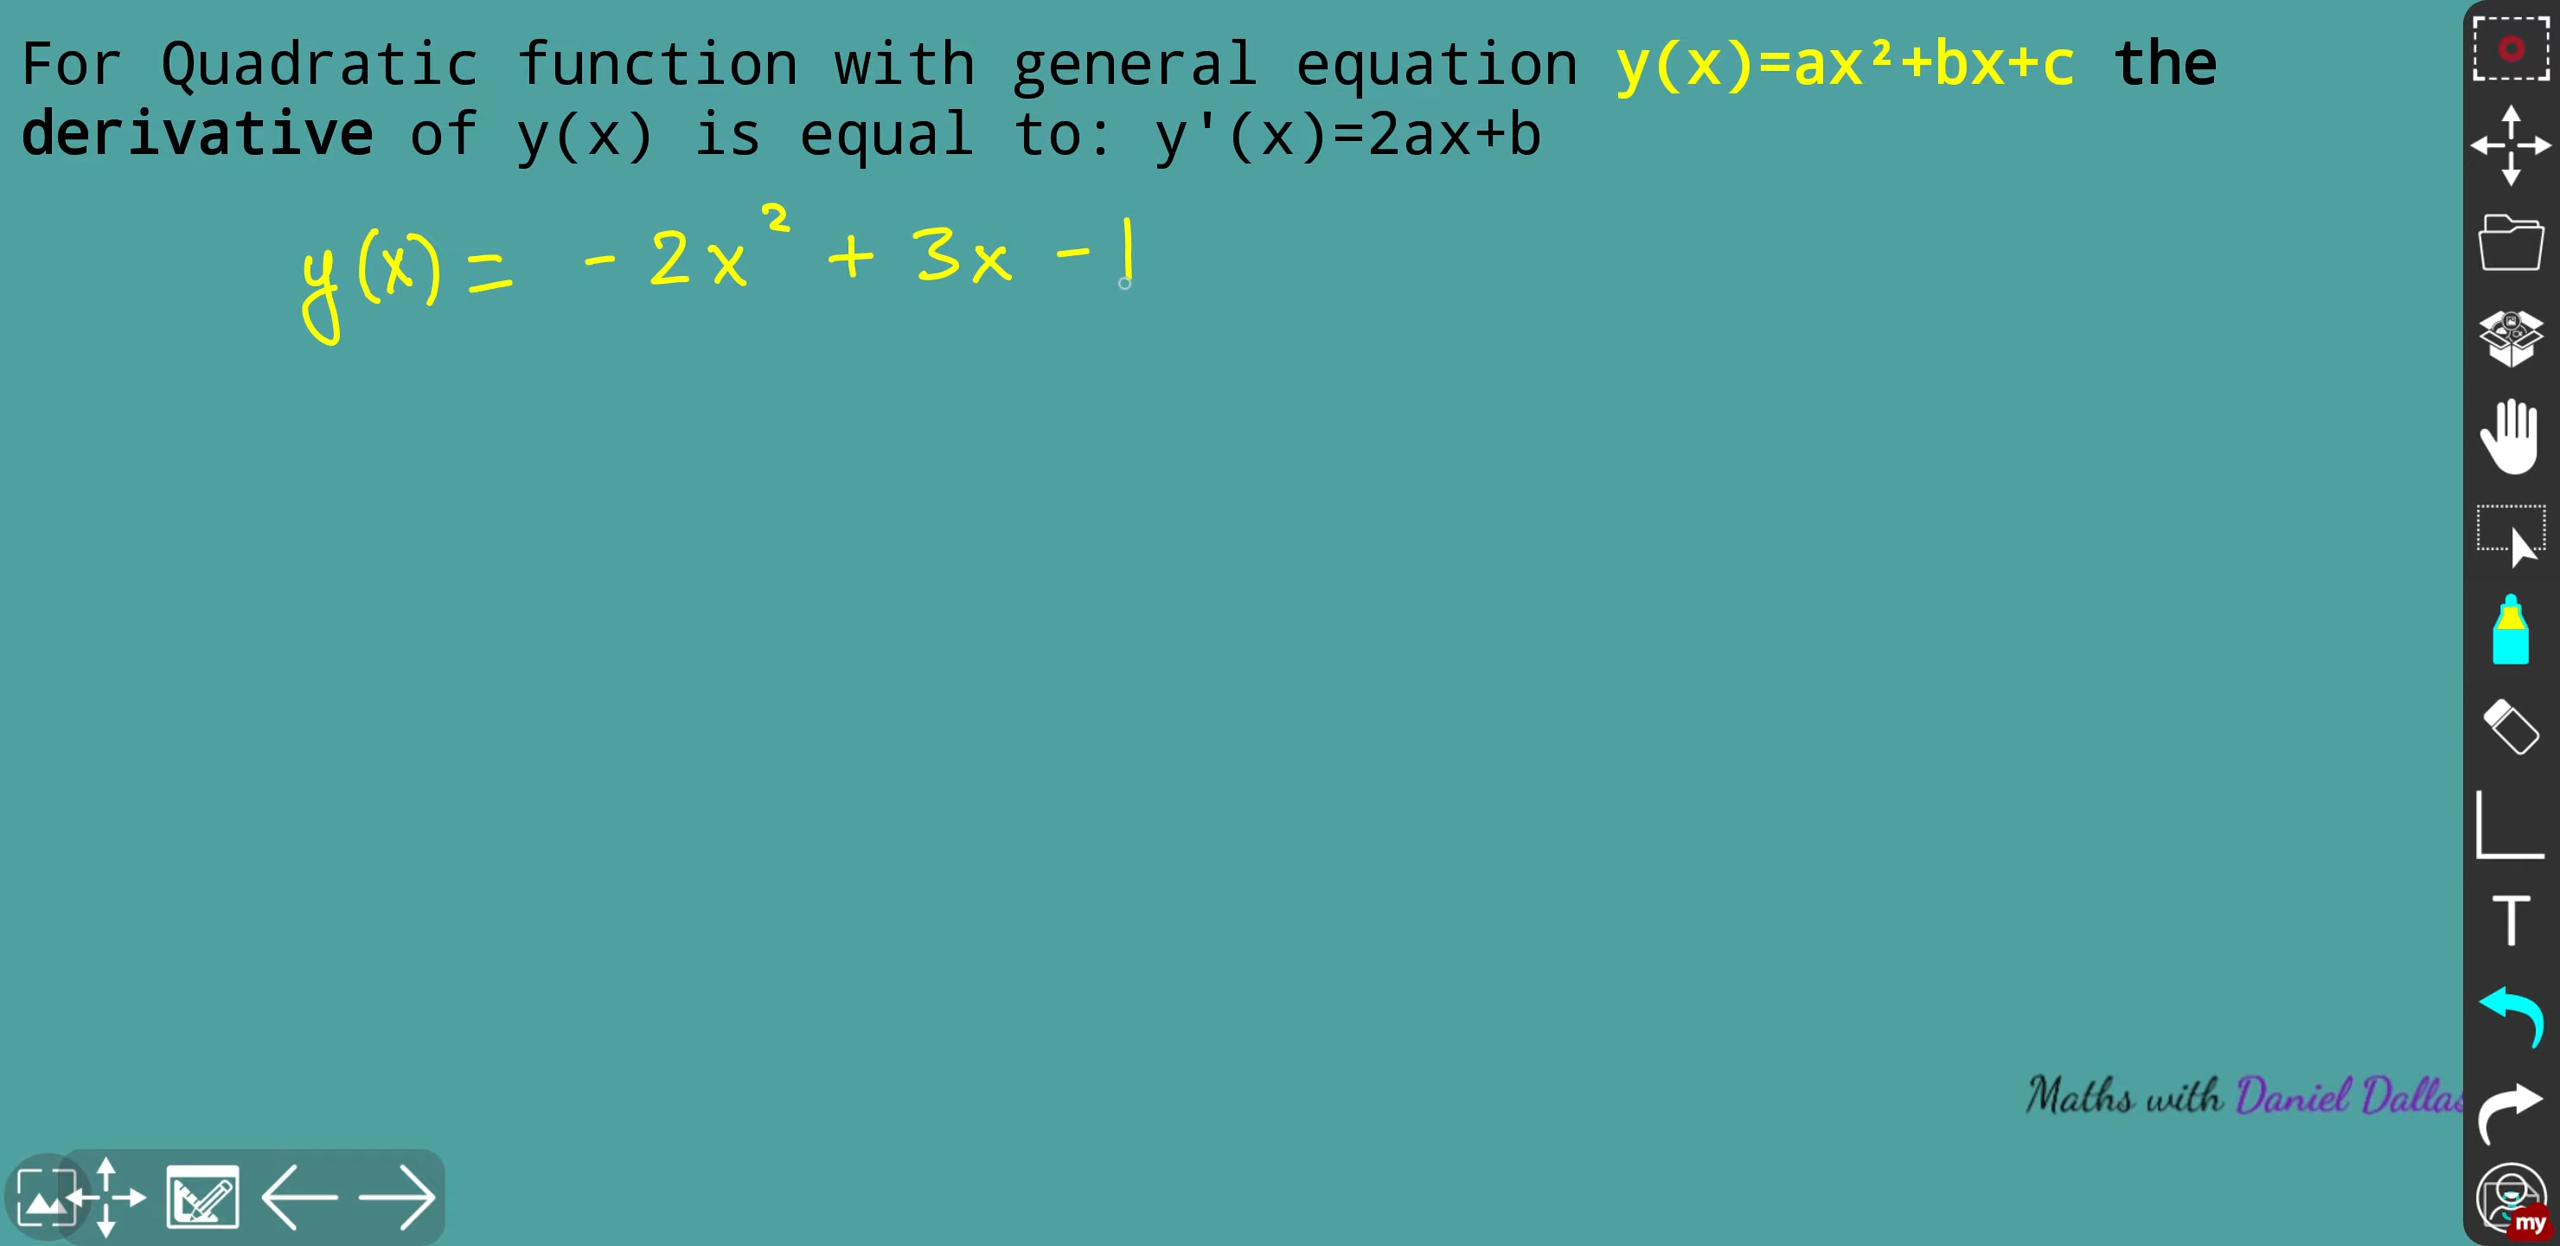 For Quadratic function with general equation y(x)=ax²+bx+c the
derivative of y(x) is equal to: y'(x)=2ax+b
y(x) = - 2x² + 3x - 1
T
Maths with Daniel Dallas
my